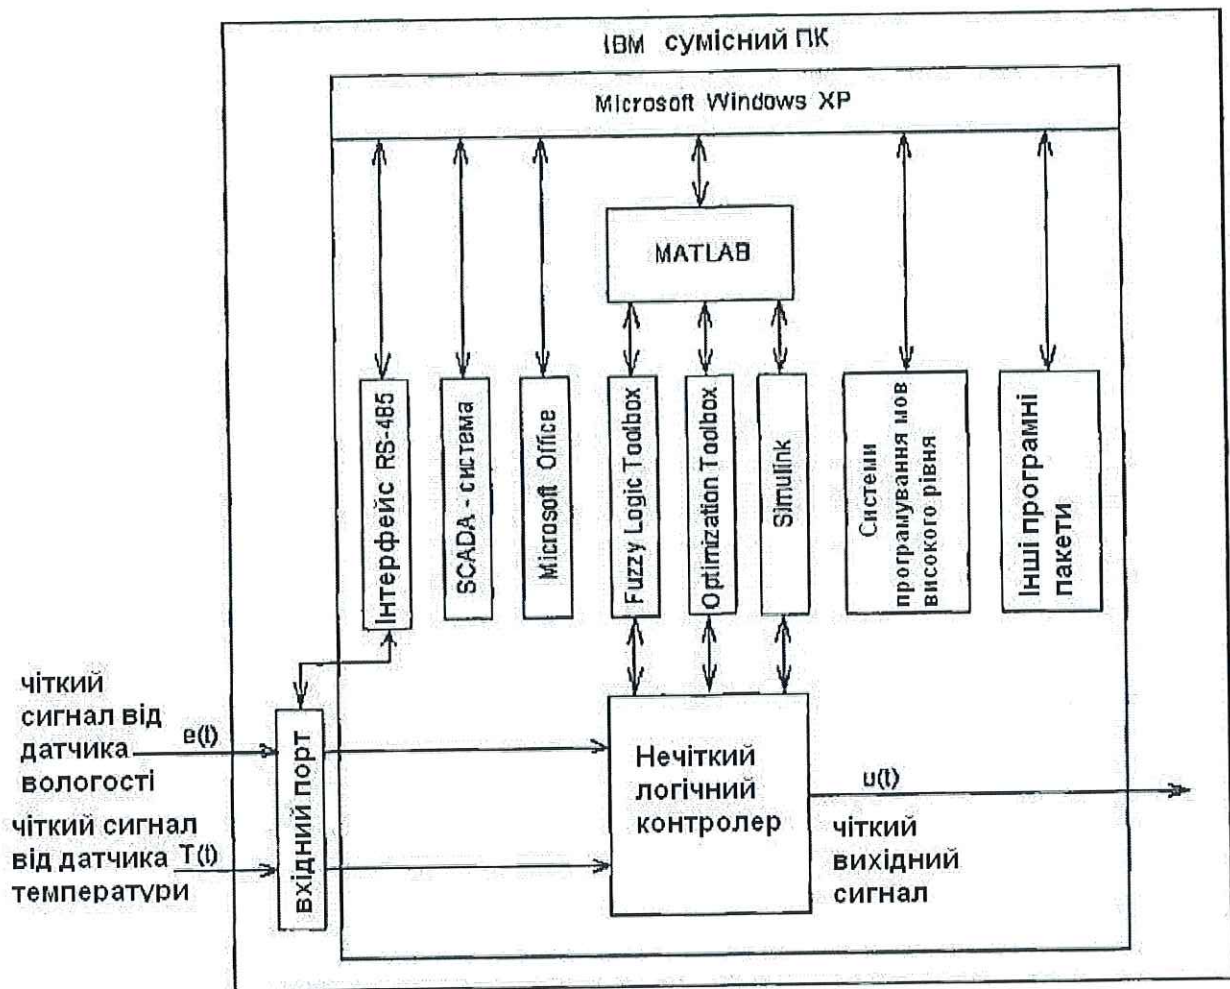 IBM сумісний ПК
Microsoft Windows XP
MATLAB
Інтерфейс RS-485
SCADA - система
Microsoft Office
Fuzzy Logic Toolbox
Optimization Toolbox
Simulink
Системи
програмування мов
високого рівня
Інші програмні
пакети
чіткий
сигнал від
датчика
вологості
e(t)
чіткий сигнал
від датчика
температури
T(t)
вхідний порт
Нечіткий
логічний
контролер
u(t)
чіткий
вихідний
сигнал